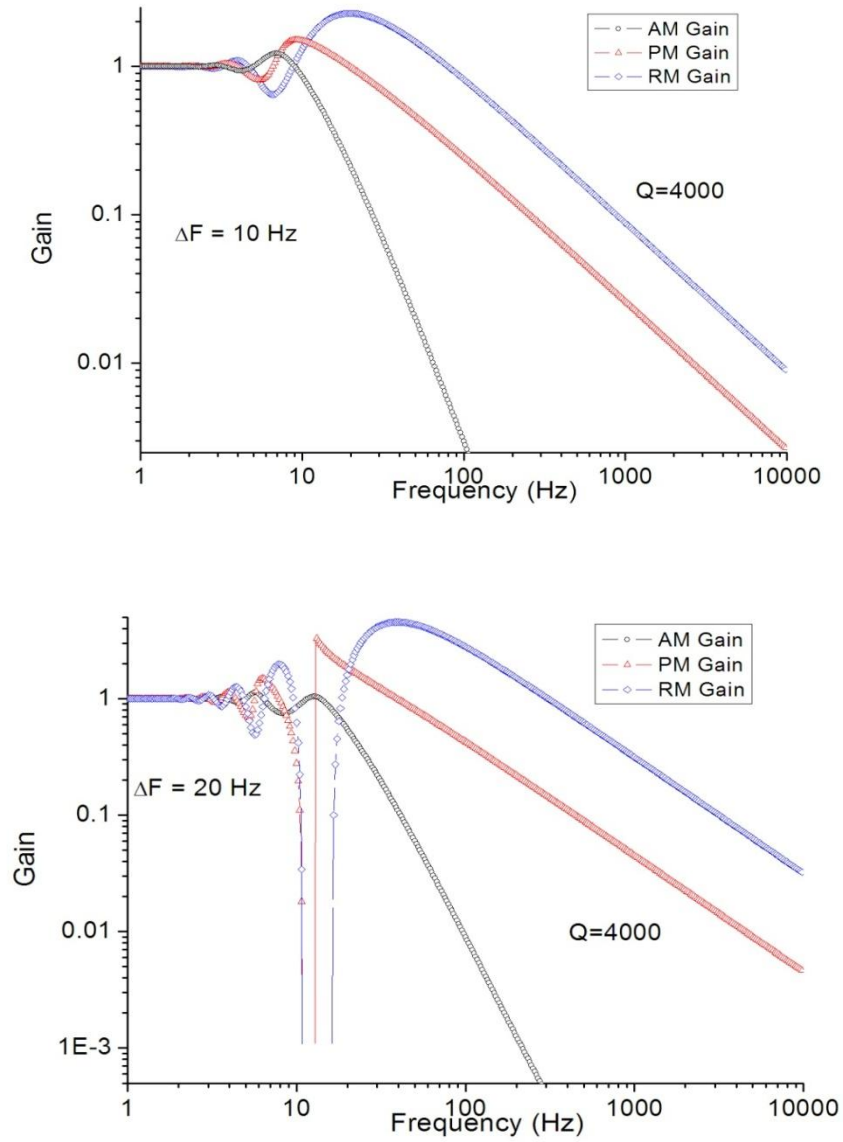 AM Gain
PM Gain
RM Gain
1
0.1
0.01
Gain
ΔF = 10 Hz
Q=4000
1 10 100 1000 10000
Frequency (Hz)
AM Gain
PM Gain
RM Gain
1
0.1
0.01
1E-3
Gain
ΔF = 20 Hz
Q=4000
1 10 100 1000 10000
Frequency (Hz)